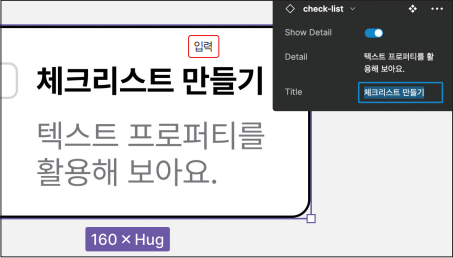 check-list
Show Detail
Detail
텍스트 프로퍼티를 활
용해 보아요.
Title
체크리스트 만들기
입력
체크리스트 만들기
텍스트 프로퍼티를
활용해 보아요.
160 × Hug